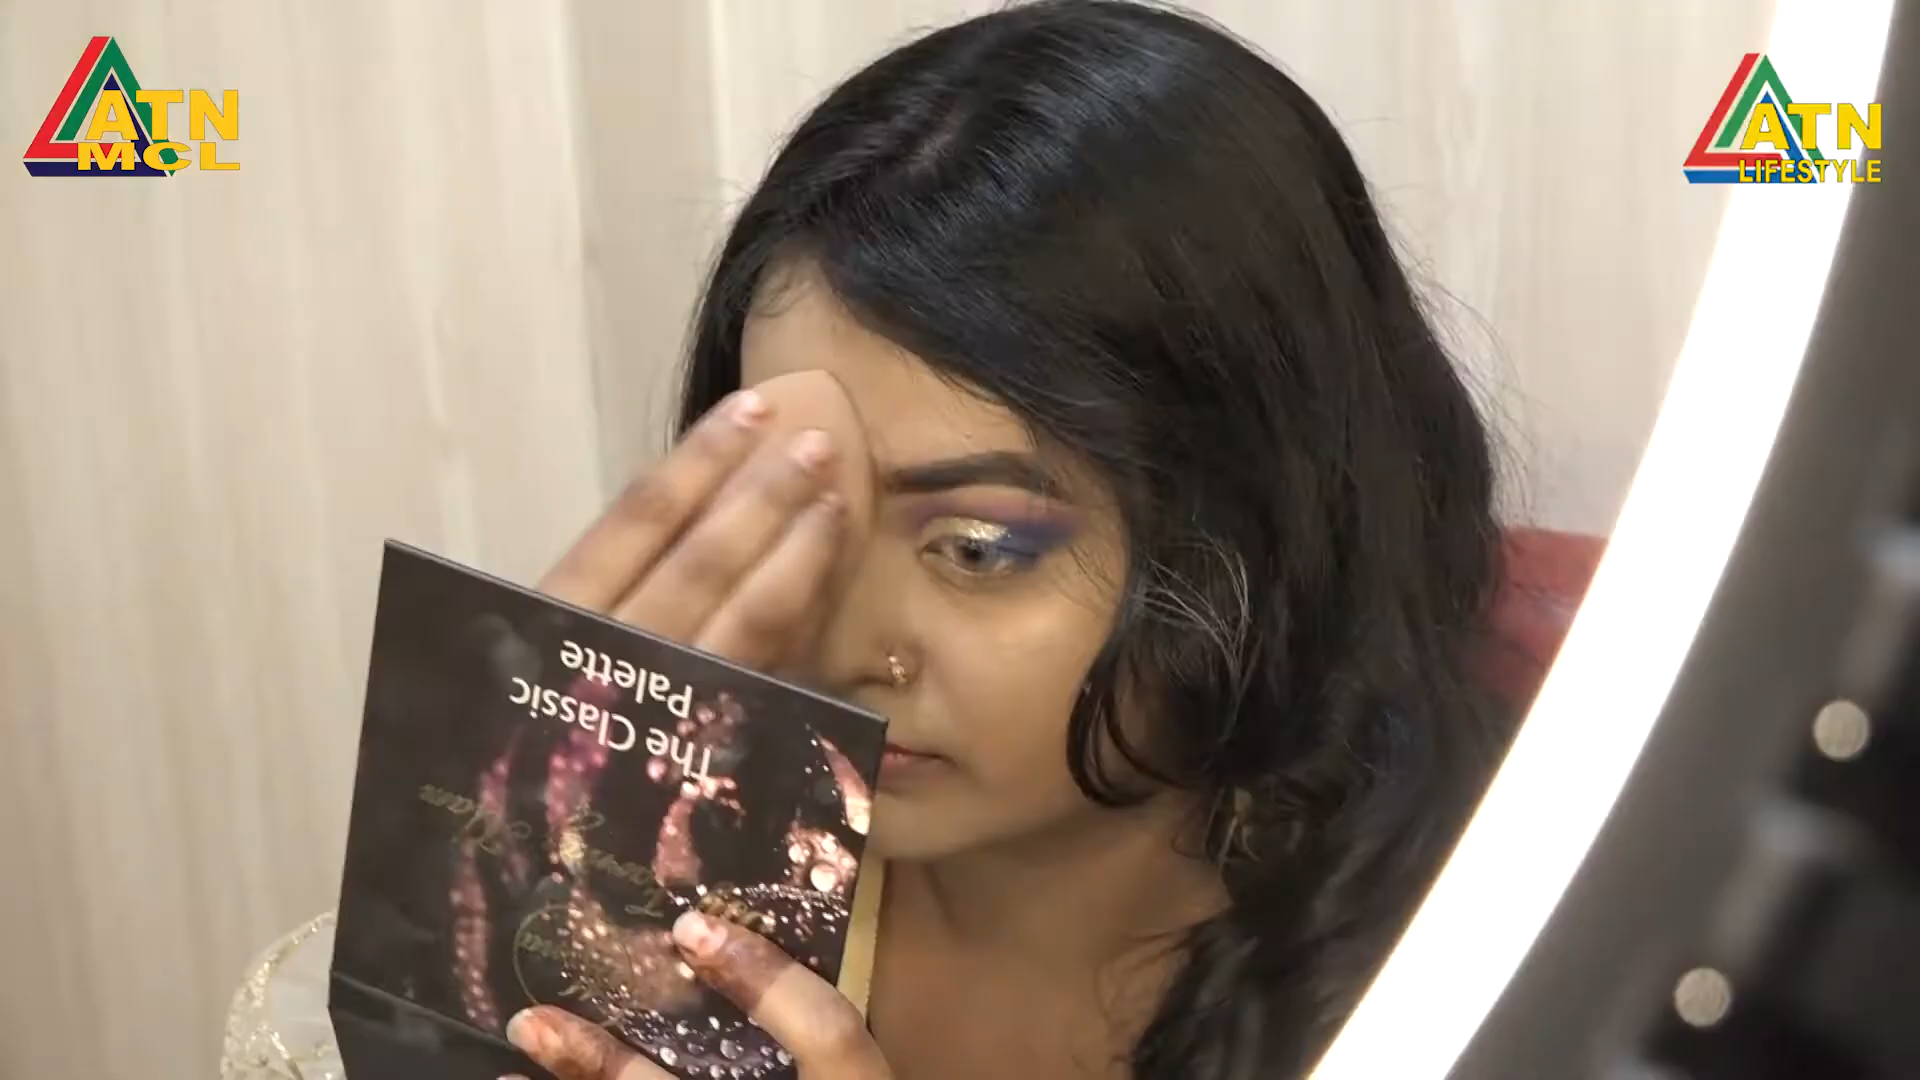 ATN
MCL
ATN
LIFESTYLE
The Classic
Palette